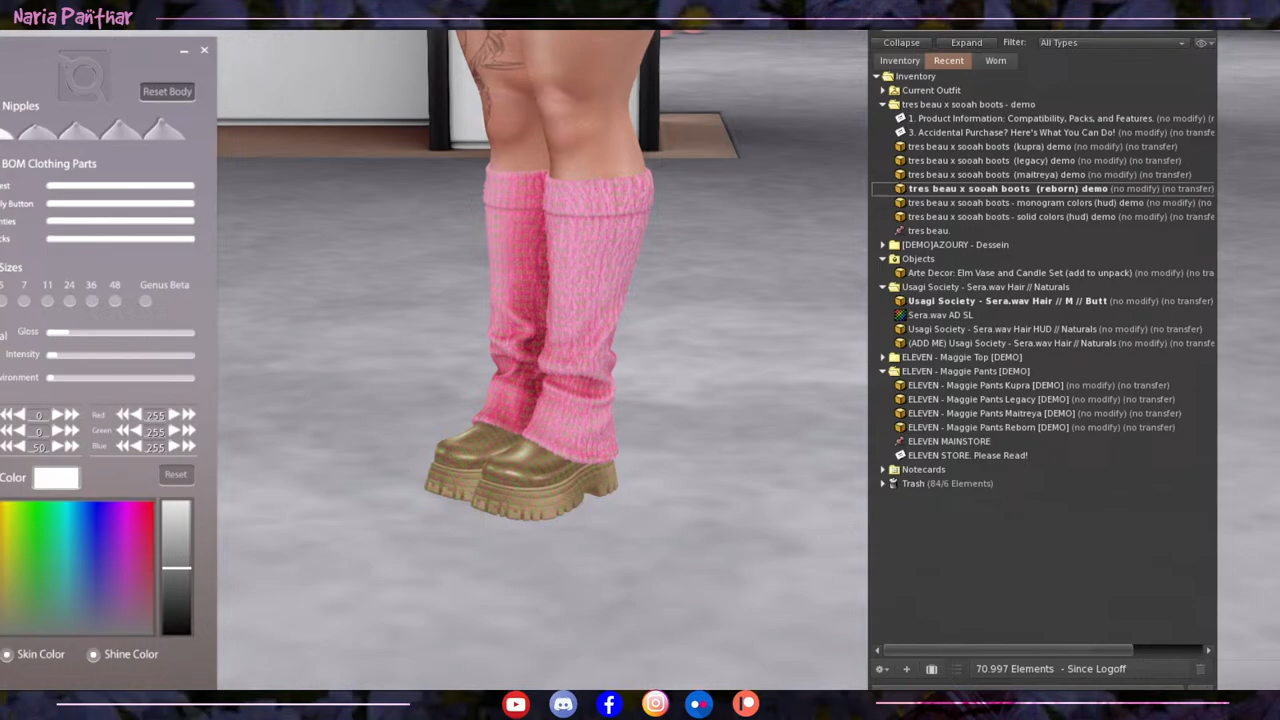 Naria Panthar
Reset Body
Nipples
BOM Clothing Parts
Sizes
7 11 24 36 48 Genus Beta
Gloss
Intensity
0 Red 255
0 Green 255
50 Blue 255
Color
Reset
Skin Color Shine Color
Collapse Expand Filter: All Types
Inventory Recent Worn
Inventory
Current Outfit
tres beau x sooah boots - demo
1. Product Information: Compatibility, Packs, and Features. (no modify) (r
3. Accidental Purchase? Here's What You Can Do! (no modify) (no transfe
tres beau x sooah boots (kupra) demo (no modify) (no transfer)
tres beau x sooah boots (legacy) demo (no modify) (no transfer)
tres beau x sooah boots (maitreya) demo (no modify) (no transfer)
tres beau x sooah boots (reborn) demo (no modify) (no transfer)
tres beau x sooah boots - monogram colors (hud) demo (no modify) (no
tres beau x sooah boots - solid colors (hud) demo (no modify) (no transfe
tres beau.
[DEMO]AZOURY - Dessein
Objects
Arte Decor: Elm Vase and Candle Set (add to unpack) (no modify) (no tra
Usagi Society - Sera.wav Hair // Naturals
Usagi Society - Sera.wav Hair // M // Butt (no modify) (no transfer)
Sera.wav AD SL
Usagi Society - Sera.wav Hair HUD // Naturals (no modify) (no transfer)
(ADD ME) Usagi Society - Sera.wav Hair // Naturals (no modify) (no transfer)
ELEVEN - Maggie Top [DEMO]
ELEVEN - Maggie Pants [DEMO]
ELEVEN - Maggie Pants Kupra [DEMO] (no modify) (no transfer)
ELEVEN - Maggie Pants Legacy [DEMO] (no modify) (no transfer)
ELEVEN - Maggie Pants Maitreya [DEMO] (no modify) (no transfer)
ELEVEN - Maggie Pants Reborn [DEMO] (no modify) (no transfer)
ELEVEN MAINSTORE
ELEVEN STORE. Please Read!
Notecards
Trash (84/6 Elements)
70.997 Elements - Since Logoff